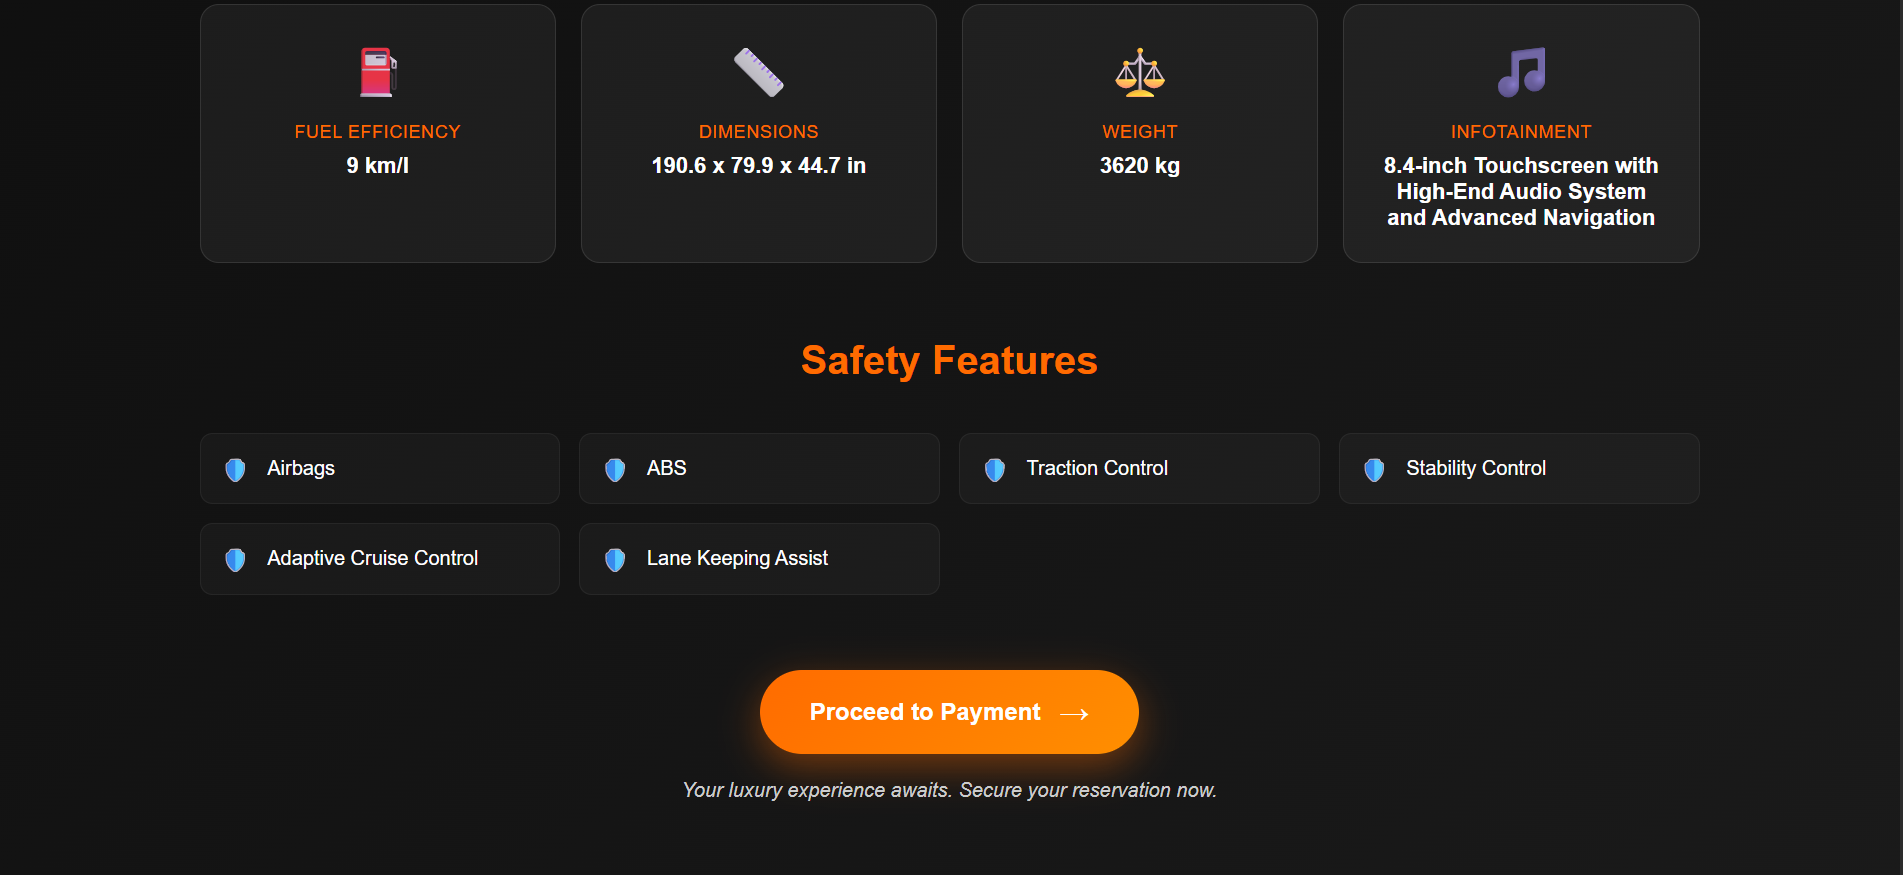 FUEL EFFICIENCY
9 km/l
DIMENSIONS
190.6 x 79.9 x 44.7 in
WEIGHT
3620 kg
INFOTAINMENT
8.4-inch Touchscreen with
High-End Audio System
and Advanced Navigation
Safety Features
Airbags
ABS
Traction Control
Stability Control
Adaptive Cruise Control
Lane Keeping Assist
Proceed to Payment →
Your luxury experience awaits. Secure your reservation now.